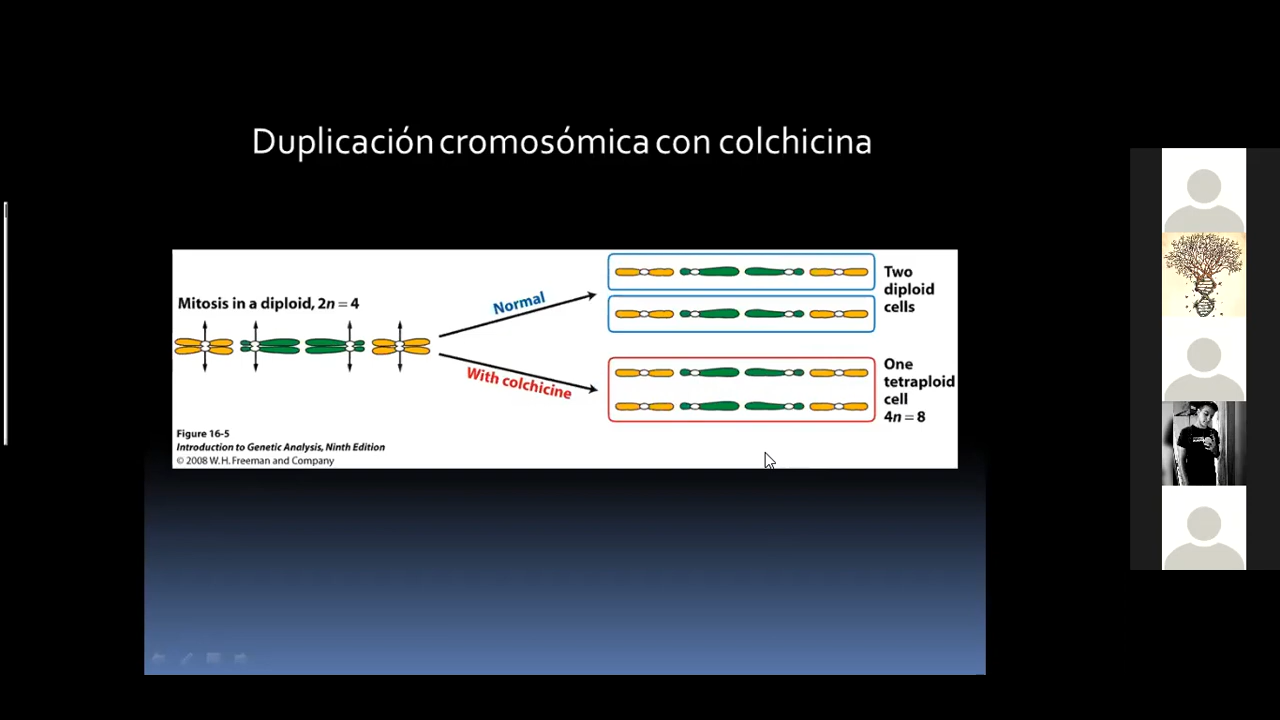 Duplicación cromosómica con colchicina
Mitosis in a diploid, 2n = 4
Normal
With colchicine
Two
diploid
cells
One
tetraploid
cell
4n = 8
Figure 16-5
Introduction to Genetic Analysis, Ninth Edition
© 2008 W. H. Freeman and Company